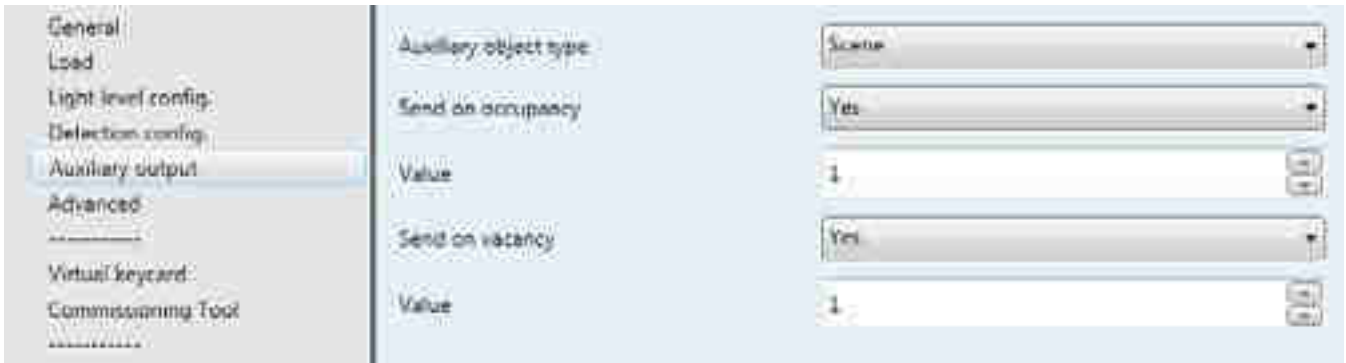 General
Load
Light level config.
Detection config.
Auxiliary output
Advanced
-----------
Virtual keycard
Commissioning Tool
-----------
Auxiliary object type
Scene
Send on occupancy
Yes
Value
1
Send on vacancy
Yes
Value
1